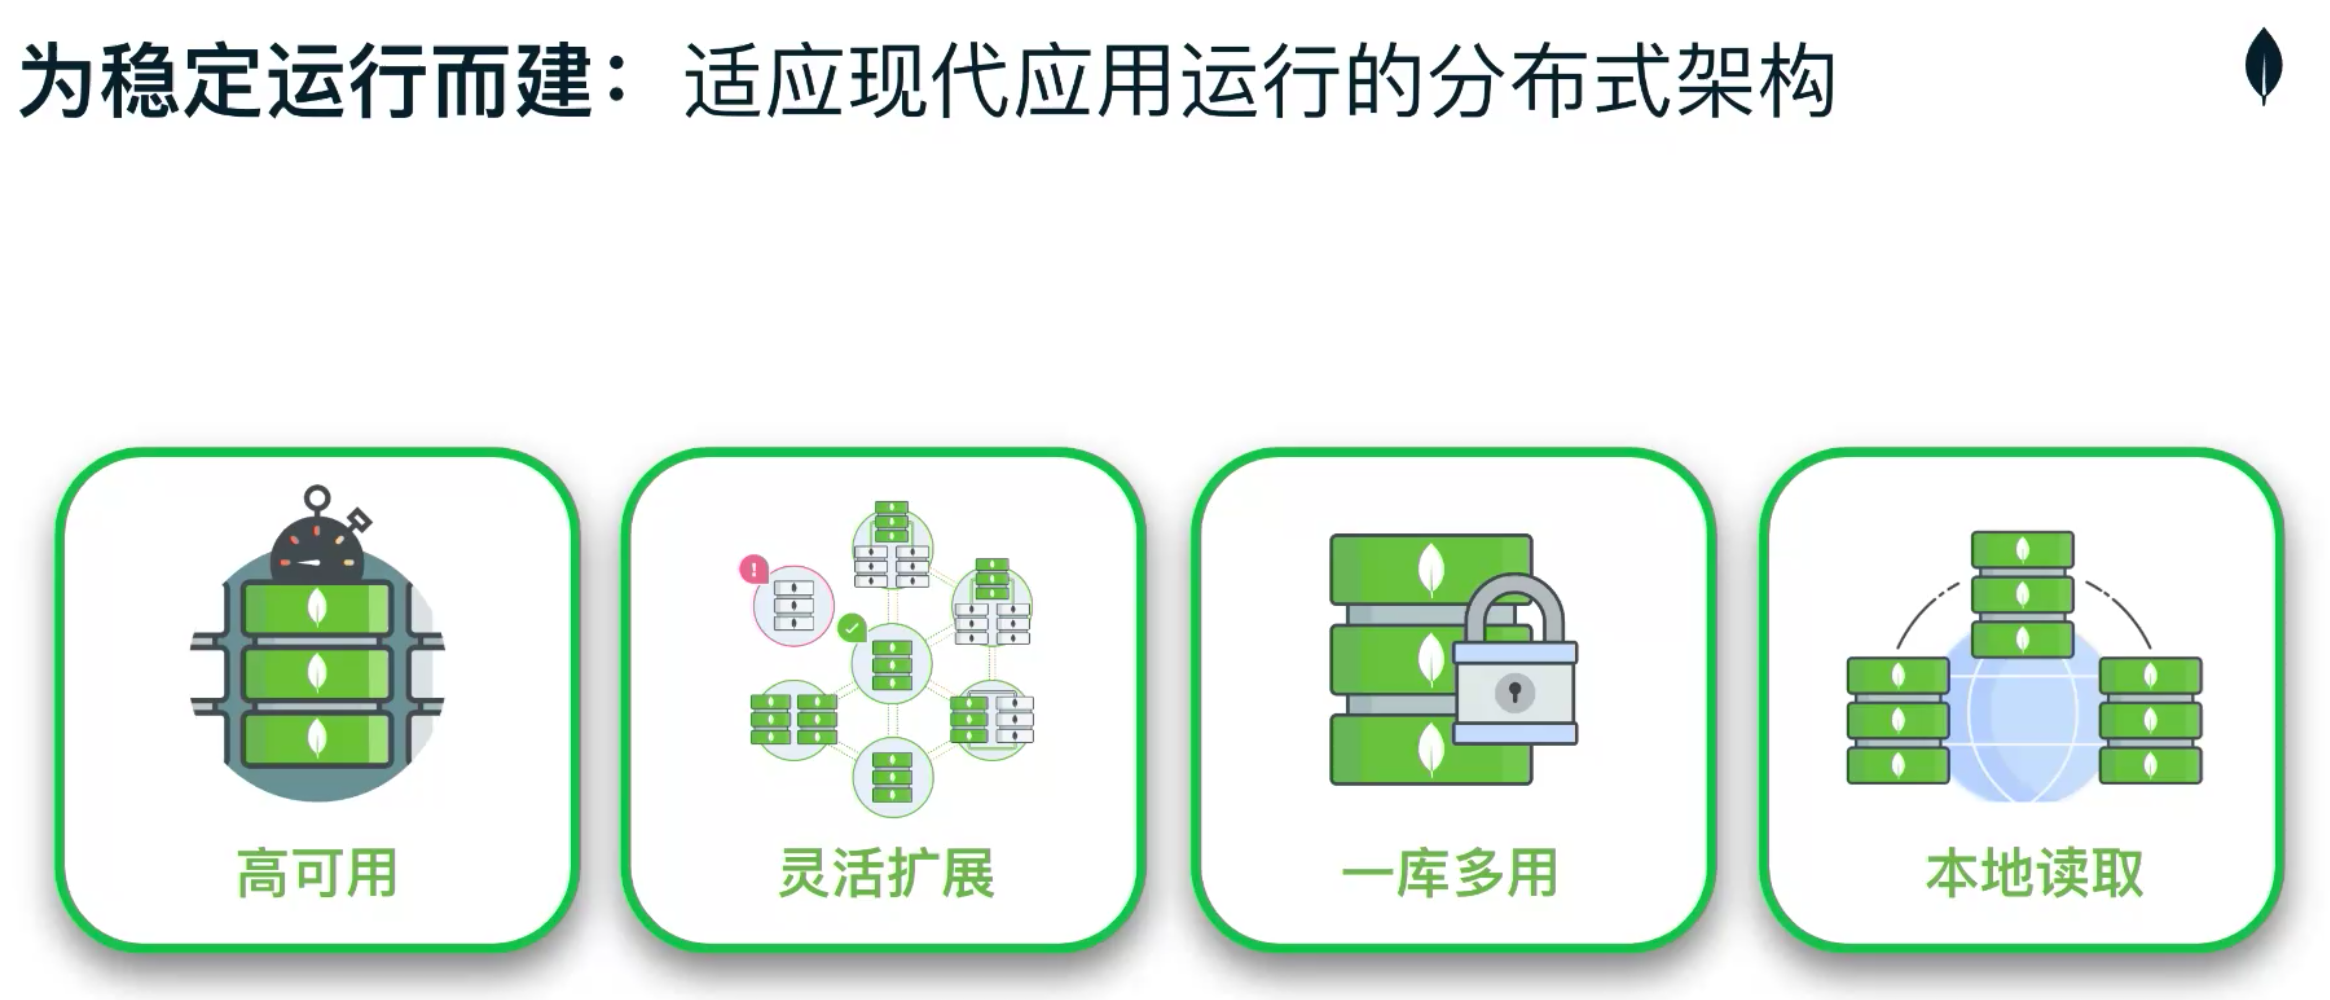 为稳定运行而建：适应现代应用运行的分布式架构
高可用
灵活扩展
一库多用
本地读取